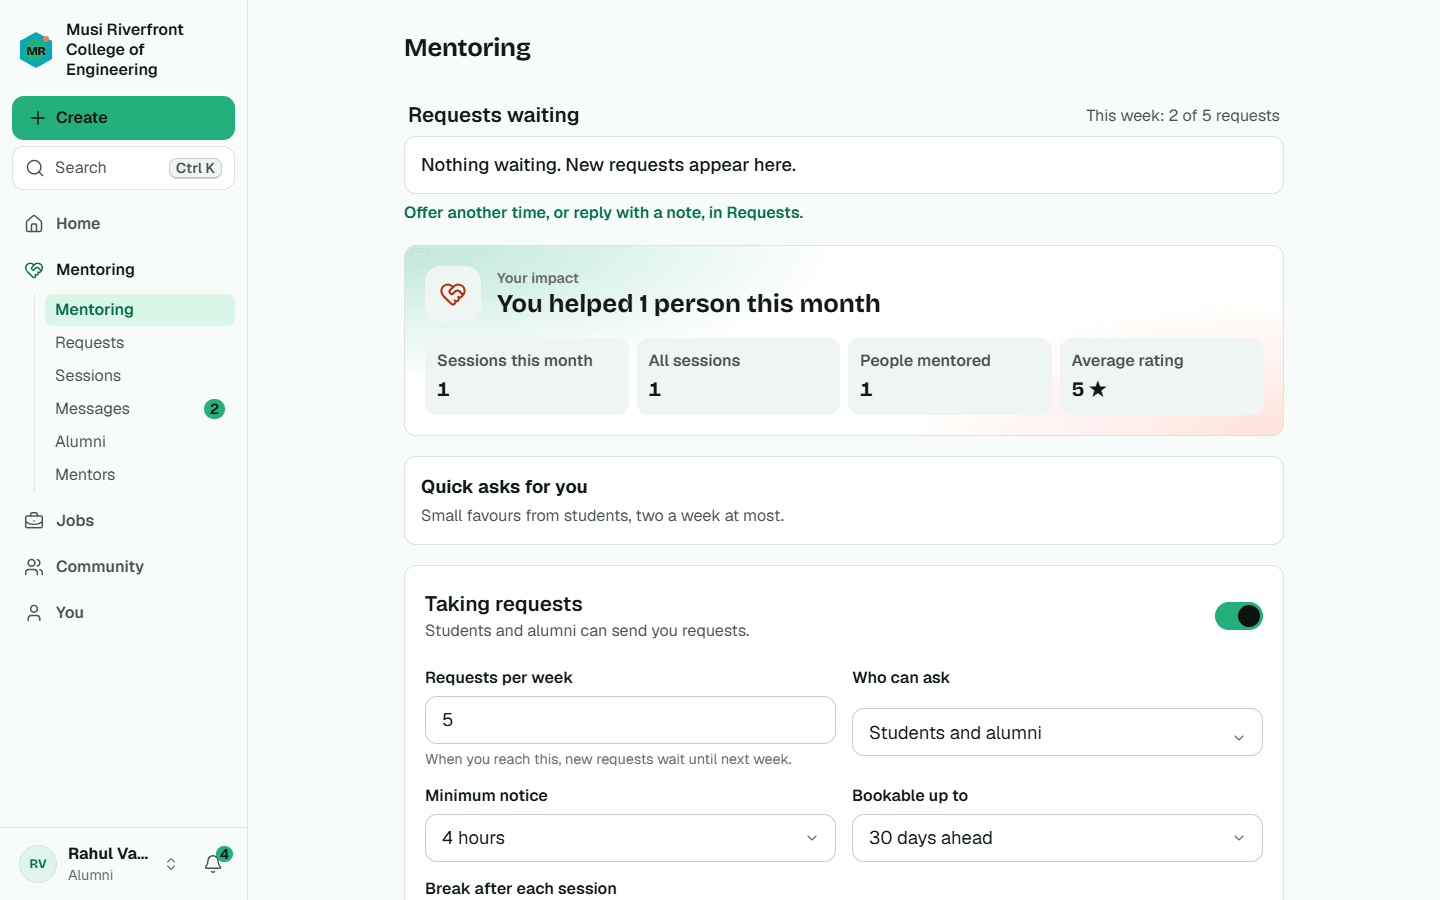 MR
Musi Riverfront
College of
Engineering
Create
Search Ctrl K
Home
Mentoring
Mentoring
Requests
Sessions
Messages 2
Alumni
Mentors
Jobs
Community
You
RV
Rahul Va...
Alumni
4
Mentoring
Requests waiting This week: 2 of 5 requests
Nothing waiting. New requests appear here.
Offer another time, or reply with a note, in Requests.
Your impact
You helped 1 person this month
Sessions this month
1
All sessions
1
People mentored
1
Average rating
5 ★
Quick asks for you
Small favours from students, two a week at most.
Taking requests
Students and alumni can send you requests.
Requests per week
5
When you reach this, new requests wait until next week.
Who can ask
Students and alumni
Minimum notice
4 hours
Bookable up to
30 days ahead
Break after each session